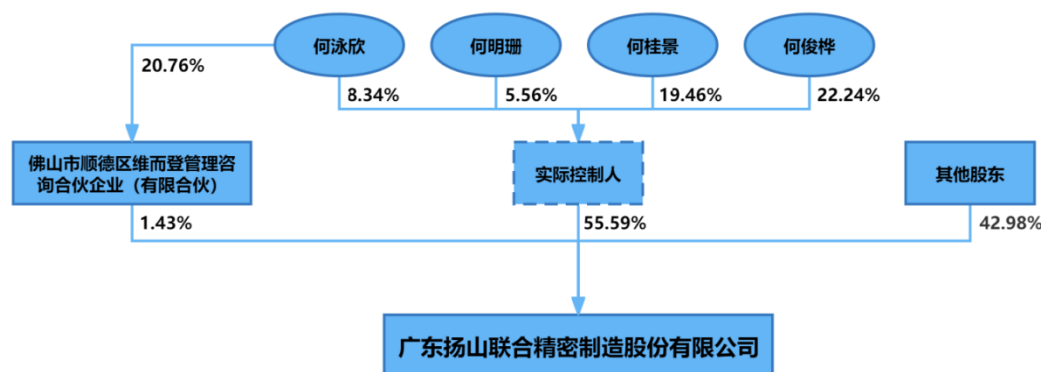 何泳欣
何明珊
何桂景
何俊桦
20.76%
8.34%
5.56%
19.46%
22.24%
佛山市顺德区维而登管理咨
询合伙企业（有限合伙）
实际控制人
其他股东
1.43%
55.59%
42.98%
广东扬山联合精密制造股份有限公司